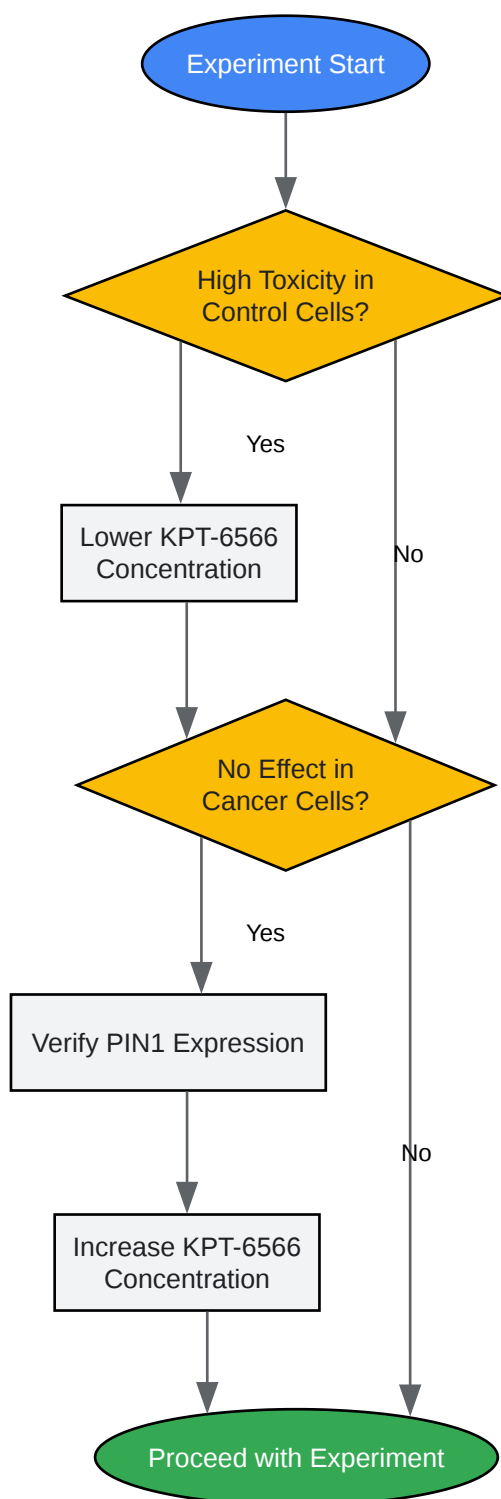 Experiment Start
High Toxicity in
Control Cells?
Yes
Lower KPT-6566
Concentration
No
No Effect in
Cancer Cells?
Yes
Verify PIN1 Expression
No
Increase KPT-6566
Concentration
Proceed with Experiment